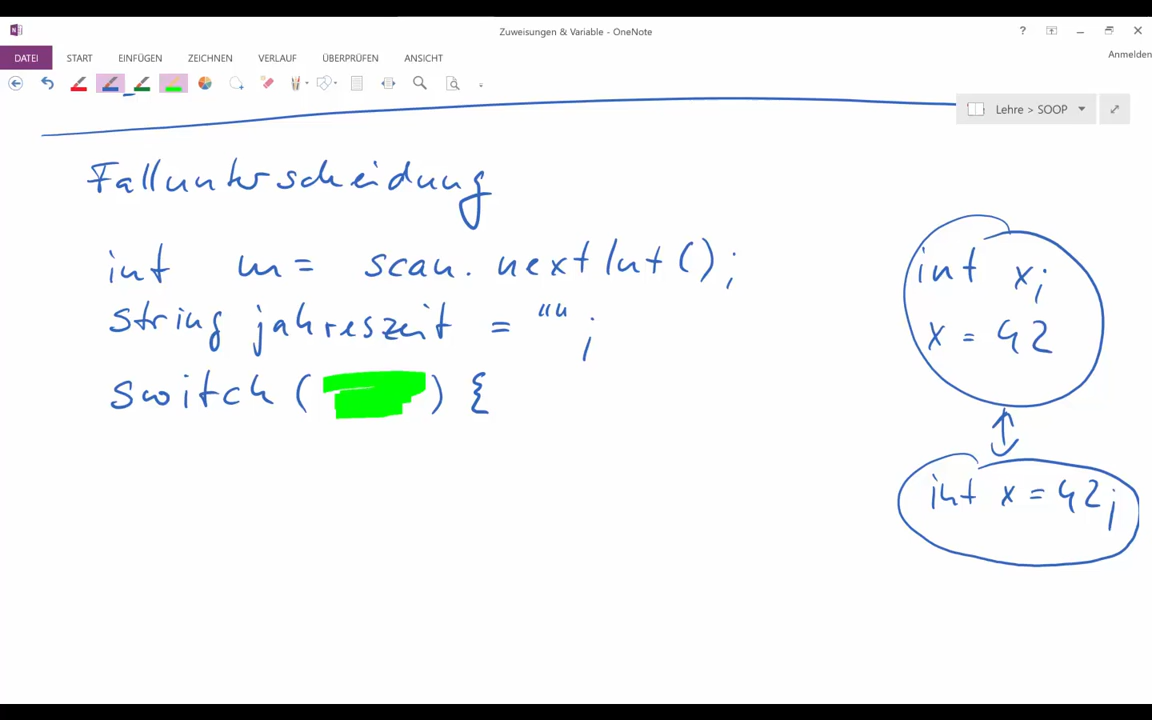 Zuweisungen & Variable - OneNote
?
Anmelden
DATEI START EINFÜGEN ZEICHNEN VERLAUF ÜBERPRÜFEN ANSICHT
Lehre > SOOP
Fallunterscheidung
int m = scan.nextInt();
String jahreszeit = "";
switch ( ) {
int x;
x = 42
int x = 42;